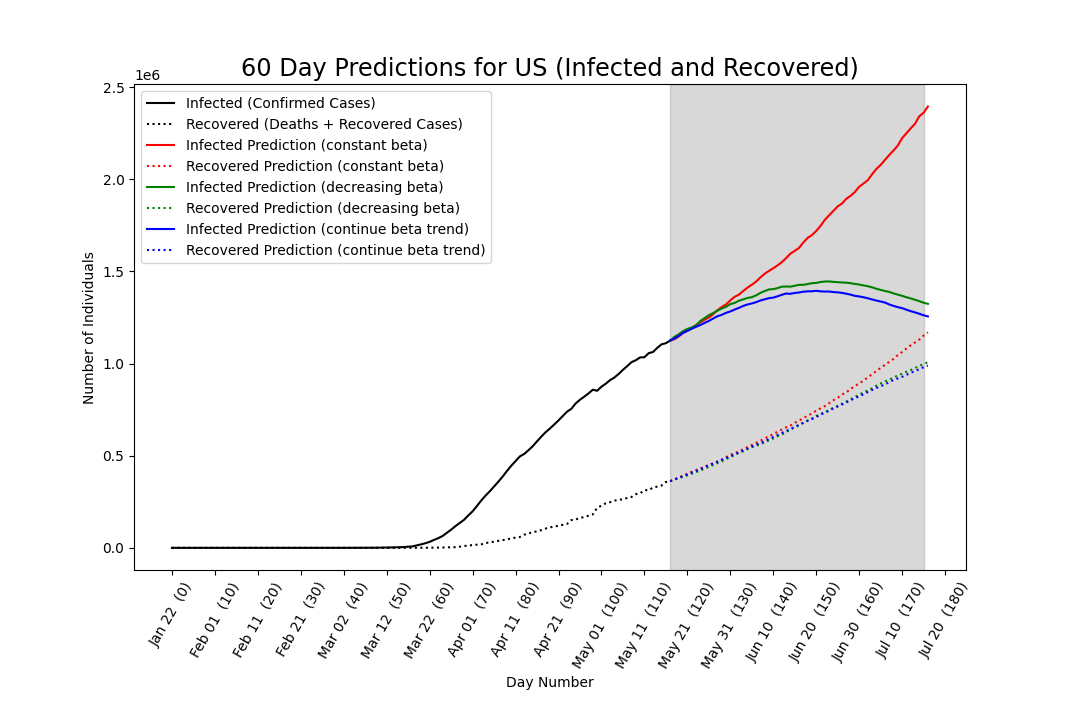 60 Day Predictions for US (Infected and Recovered)
1e6
2.5
2.0
1.5
1.0
0.5
0.0
Number of Individuals
Infected (Confirmed Cases)
Recovered (Deaths + Recovered Cases)
Infected Prediction (constant beta)
Recovered Prediction (constant beta)
Infected Prediction (decreasing beta)
Recovered Prediction (decreasing beta)
Infected Prediction (continue beta trend)
Recovered Prediction (continue beta trend)
Jan 22 (0)
Feb 01 (10)
Feb 11 (20)
Feb 21 (30)
Mar 02 (40)
Mar 12 (50)
Mar 22 (60)
Apr 01 (70)
Apr 11 (80)
Apr 21 (90)
May 01 (100)
May 11 (110)
May 21 (120)
May 31 (130)
Jun 10 (140)
Jun 20 (150)
Jun 30 (160)
Jul 10 (170)
Jul 20 (180)
Day Number